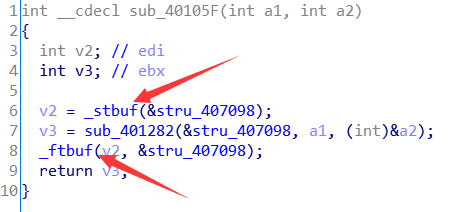 1 int __cdecl sub_40105F(int a1, int a2)
2 {
3 int v2; // edi
4 int v3; // ebx
5
6 v2 = _stbuf(&stru_407098);
7 v3 = sub_401282(&stru_407098, a1, (int)&a2);
8 _ftbuf(v2, &stru_407098);
9 return v3;
10 }